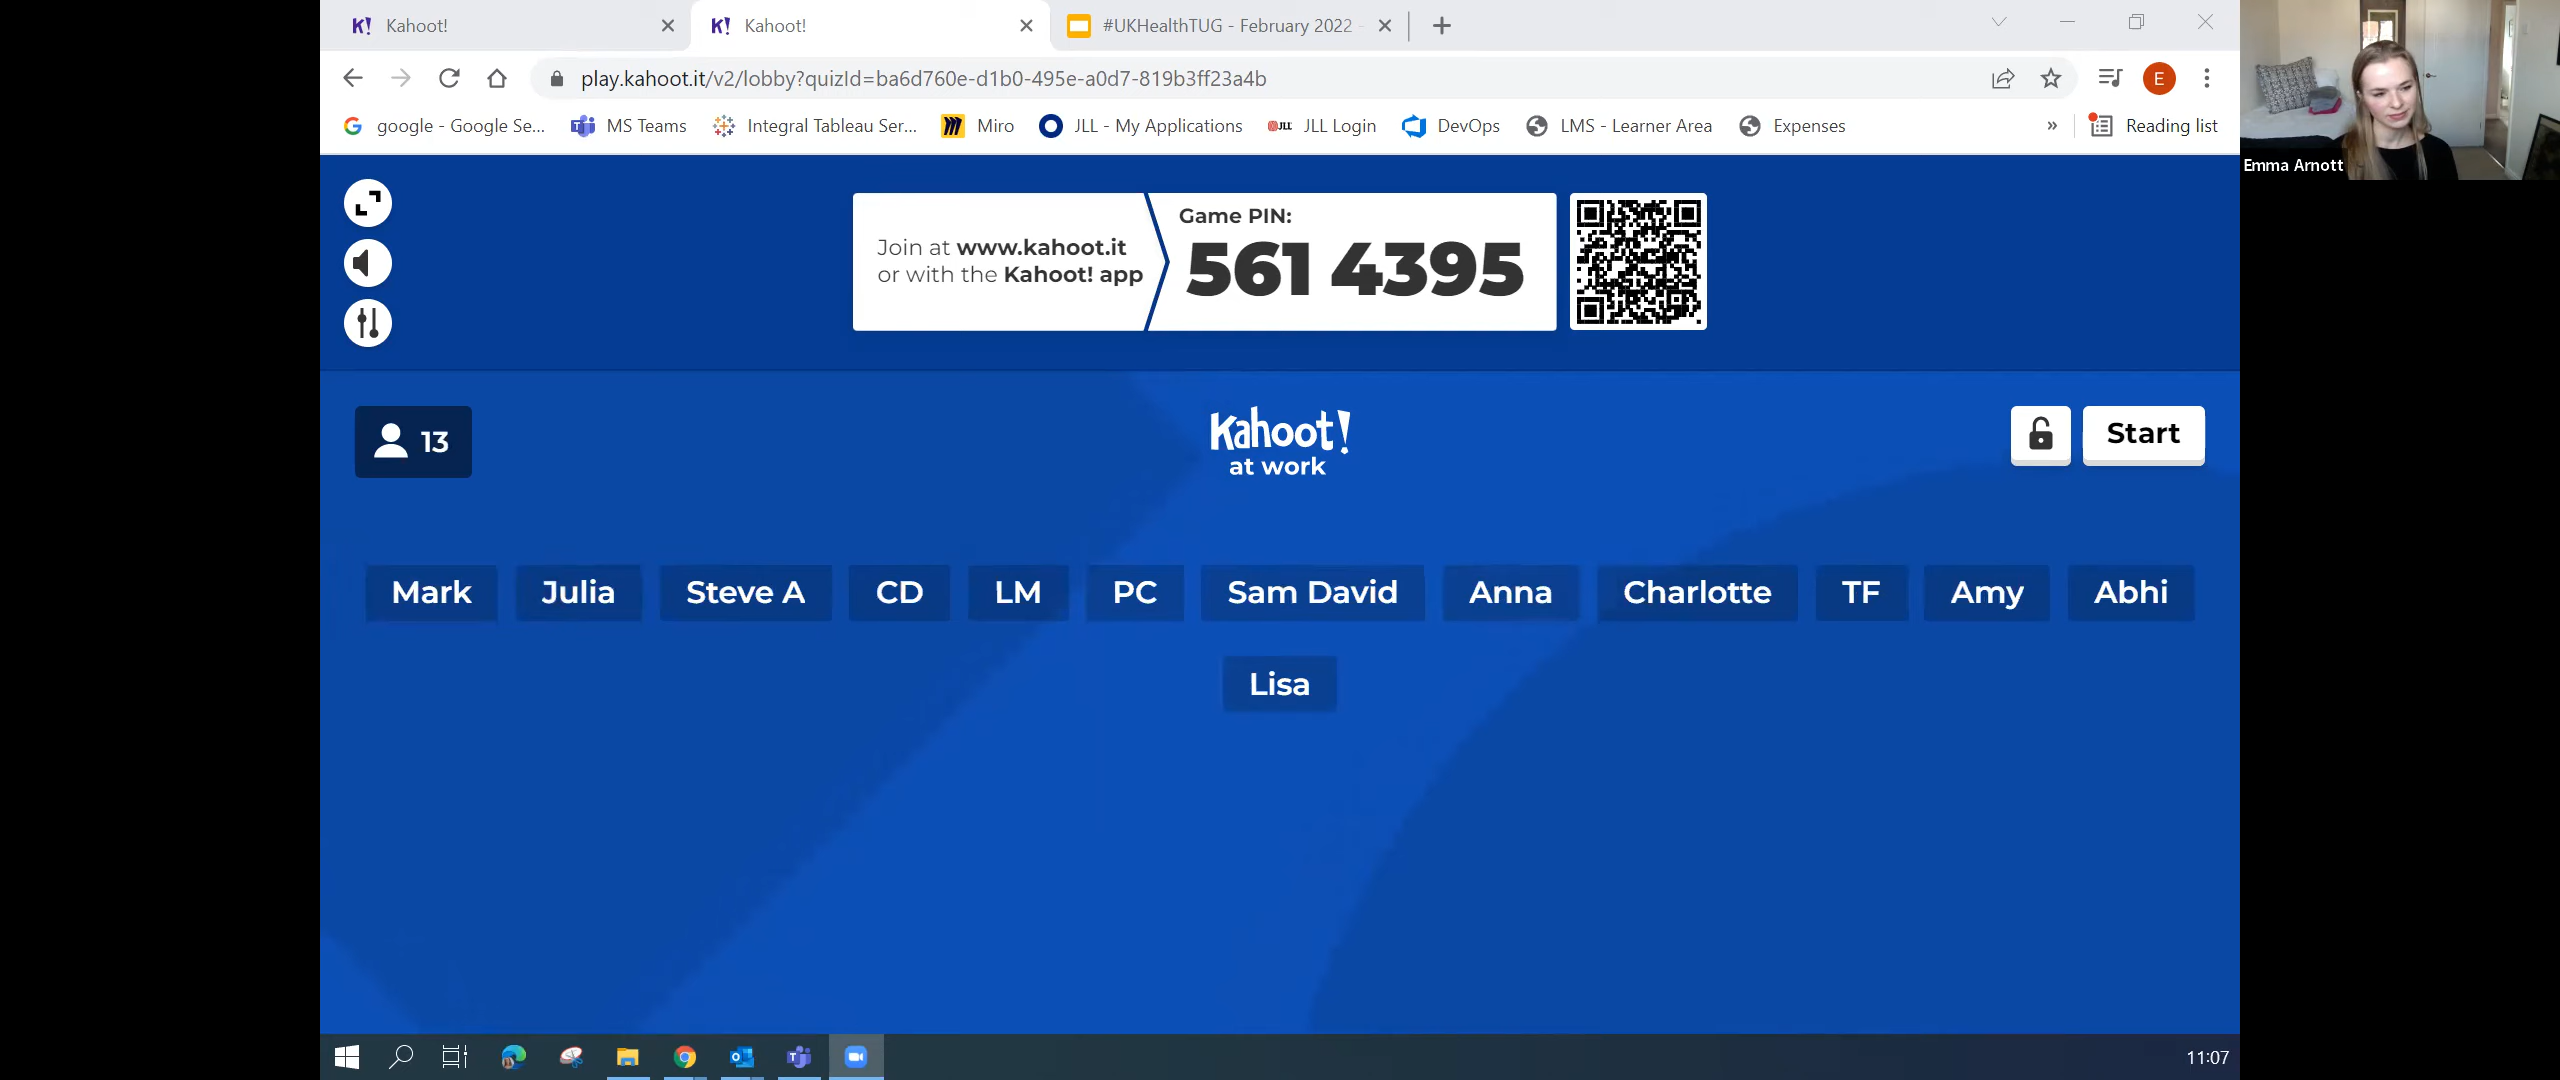 Kahoot!
Kahoot!
#UKHealthTUG - February 2022 -
play.kahoot.it/v2/lobby?quizId=ba6d760e-d1b0-495e-a0d7-819b3ff23a4b
E
google - Google Se...
MS Teams
Integral Tableau Ser...
Miro
JLL - My Applications
JLL Login
DevOps
LMS - Learner Area
Expenses
»
Reading list
Emma Arnott
Join at www.kahoot.it
or with the Kahoot! app
Game PIN:
561 4395
13
Kahoot!
at work
Start
Mark
Julia
Steve A
CD
LM
PC
Sam David
Anna
Charlotte
TF
Amy
Abhi
Lisa
11:07